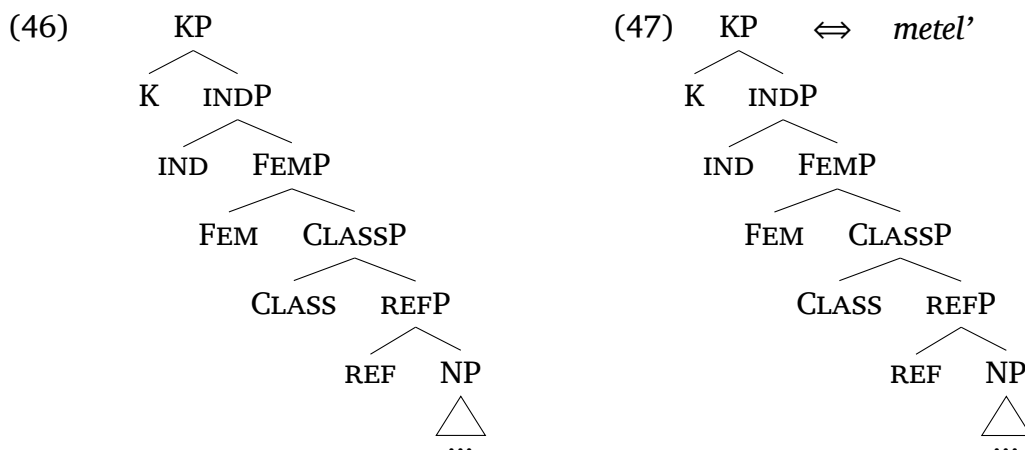 (46) KP (47) KP ⇔ metel’
K INDP K INDP
IND FEMP IND FEMP
FEM CLASSP FEM CLASSP
CLASS REFP CLASS REFP
REF NP REF NP
... ...